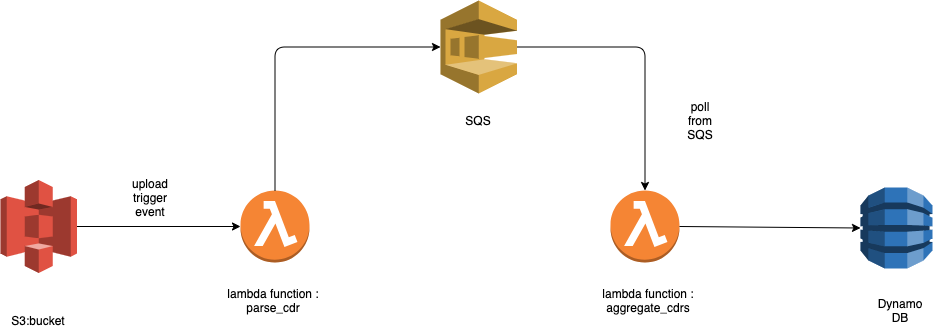 SQS
poll
from
SQS
upload
trigger
event
lambda function :
parse_cdr
lambda function :
aggregate_cdrs
Dynamo
DB
S3:bucket